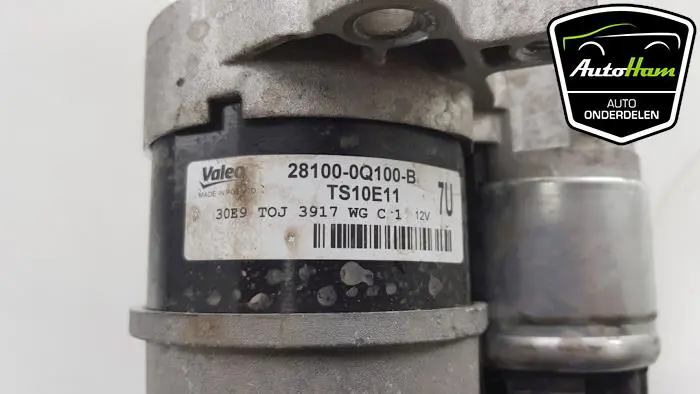 AutoHam
AUTO
ONDERDELEN
Valeo
MADE IN POLAND
28100-0Q100-B
TS10E11
7U
30E9 TOJ 3917 WG C 1 12V